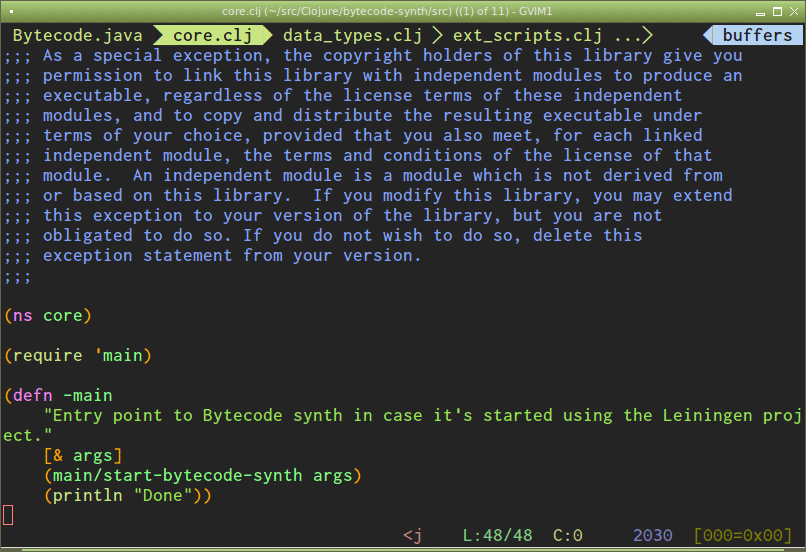 core.clj (~/src/Clojure/bytecode-synth/src) ((1) of 11) - GVIM1
Bytecode.java core.clj data_types.clj ext_scripts.clj ... buffers
;;; As a special exception, the copyright holders of this library give you
;;; permission to link this library with independent modules to produce an
;;; executable, regardless of the license terms of these independent
;;; modules, and to copy and distribute the resulting executable under
;;; terms of your choice, provided that you also meet, for each linked
;;; independent module, the terms and conditions of the license of that
;;; module.  An independent module is a module which is not derived from
;;; or based on this library.  If you modify this library, you may extend
;;; this exception to your version of the library, but you are not
;;; obligated to do so. If you do not wish to do so, delete this
;;; exception statement from your version.
;;;
(ns core)
(require 'main)
(defn -main
    "Entry point to Bytecode synth in case it's started using the Leiningen proj
ect."
    [& args]
    (main/start-bytecode-synth args)
    (println "Done"))
<j L:48/48 C:0 2030 [000=0x00]